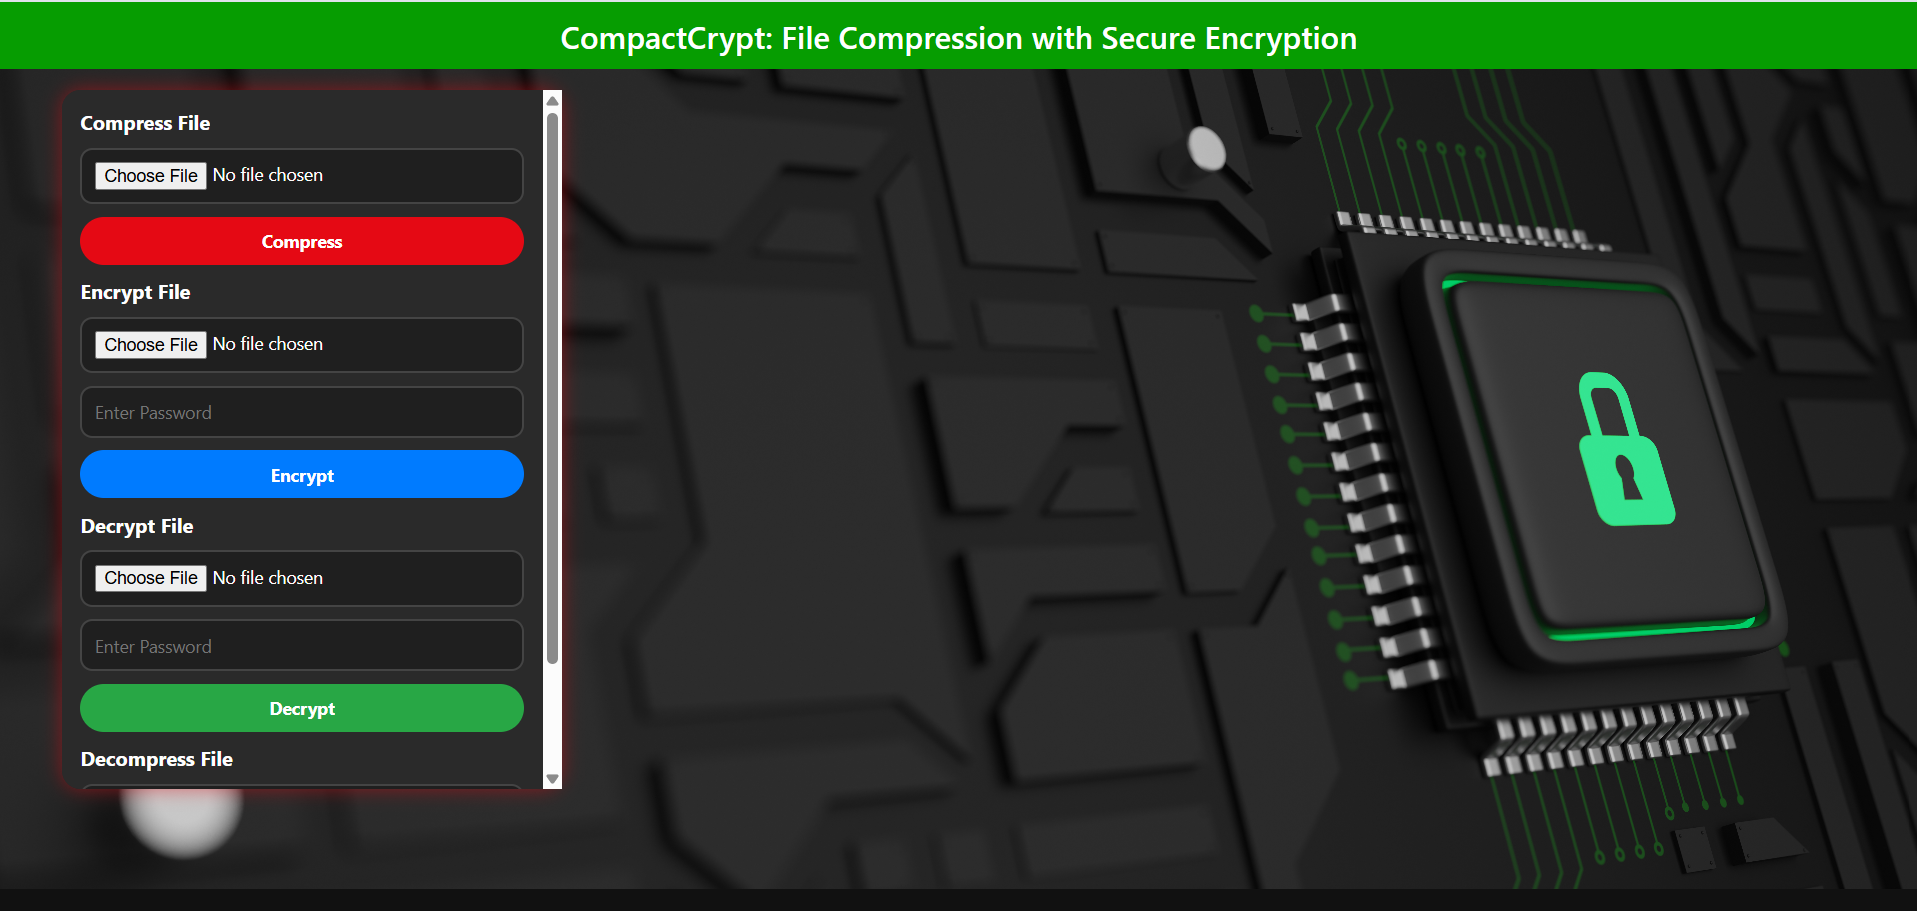 CompactCrypt: File Compression with Secure Encryption
Compress File
Choose File No file chosen
Compress
Encrypt File
Choose File No file chosen
Enter Password
Encrypt
Decrypt File
Choose File No file chosen
Enter Password
Decrypt
Decompress File